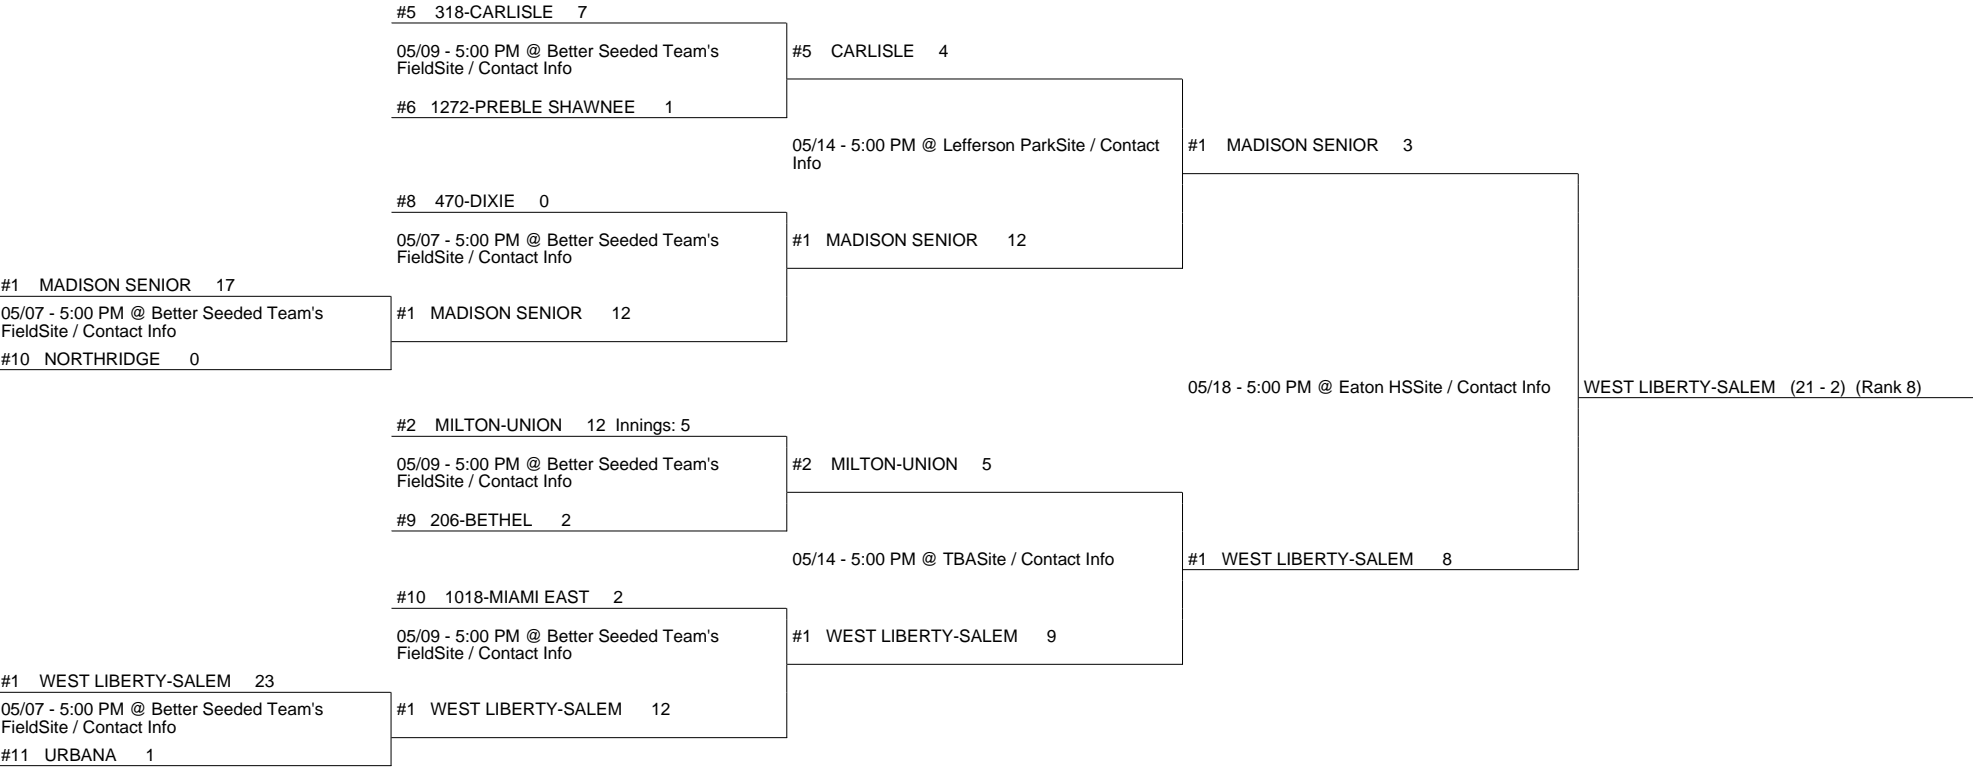 #5 318-CARLISLE 7
05/09 - 5:00 PM @ Better Seeded Team's
FieldSite / Contact Info
#6 1272-PREBLE SHAWNEE 1
#5 CARLISLE 4
05/14 - 5:00 PM @ Lefferson ParkSite / Contact
Info
#1 MADISON SENIOR 3
#8 470-DIXIE 0
05/07 - 5:00 PM @ Better Seeded Team's
FieldSite / Contact Info
#1 MADISON SENIOR 12
#1 MADISON SENIOR 17
05/07 - 5:00 PM @ Better Seeded Team's
FieldSite / Contact Info
#10 NORTHRIDGE 0
#1 MADISON SENIOR 12
05/18 - 5:00 PM @ Eaton HSSite / Contact Info
WEST LIBERTY-SALEM (21 - 2) (Rank 8)
#2 MILTON-UNION 12 Innings: 5
05/09 - 5:00 PM @ Better Seeded Team's
FieldSite / Contact Info
#9 206-BETHEL 2
#2 MILTON-UNION 5
05/14 - 5:00 PM @ TBASite / Contact Info
#1 WEST LIBERTY-SALEM 8
#10 1018-MIAMI EAST 2
05/09 - 5:00 PM @ Better Seeded Team's
FieldSite / Contact Info
#1 WEST LIBERTY-SALEM 9
#1 WEST LIBERTY-SALEM 23
05/07 - 5:00 PM @ Better Seeded Team's
FieldSite / Contact Info
#11 URBANA 1
#1 WEST LIBERTY-SALEM 12